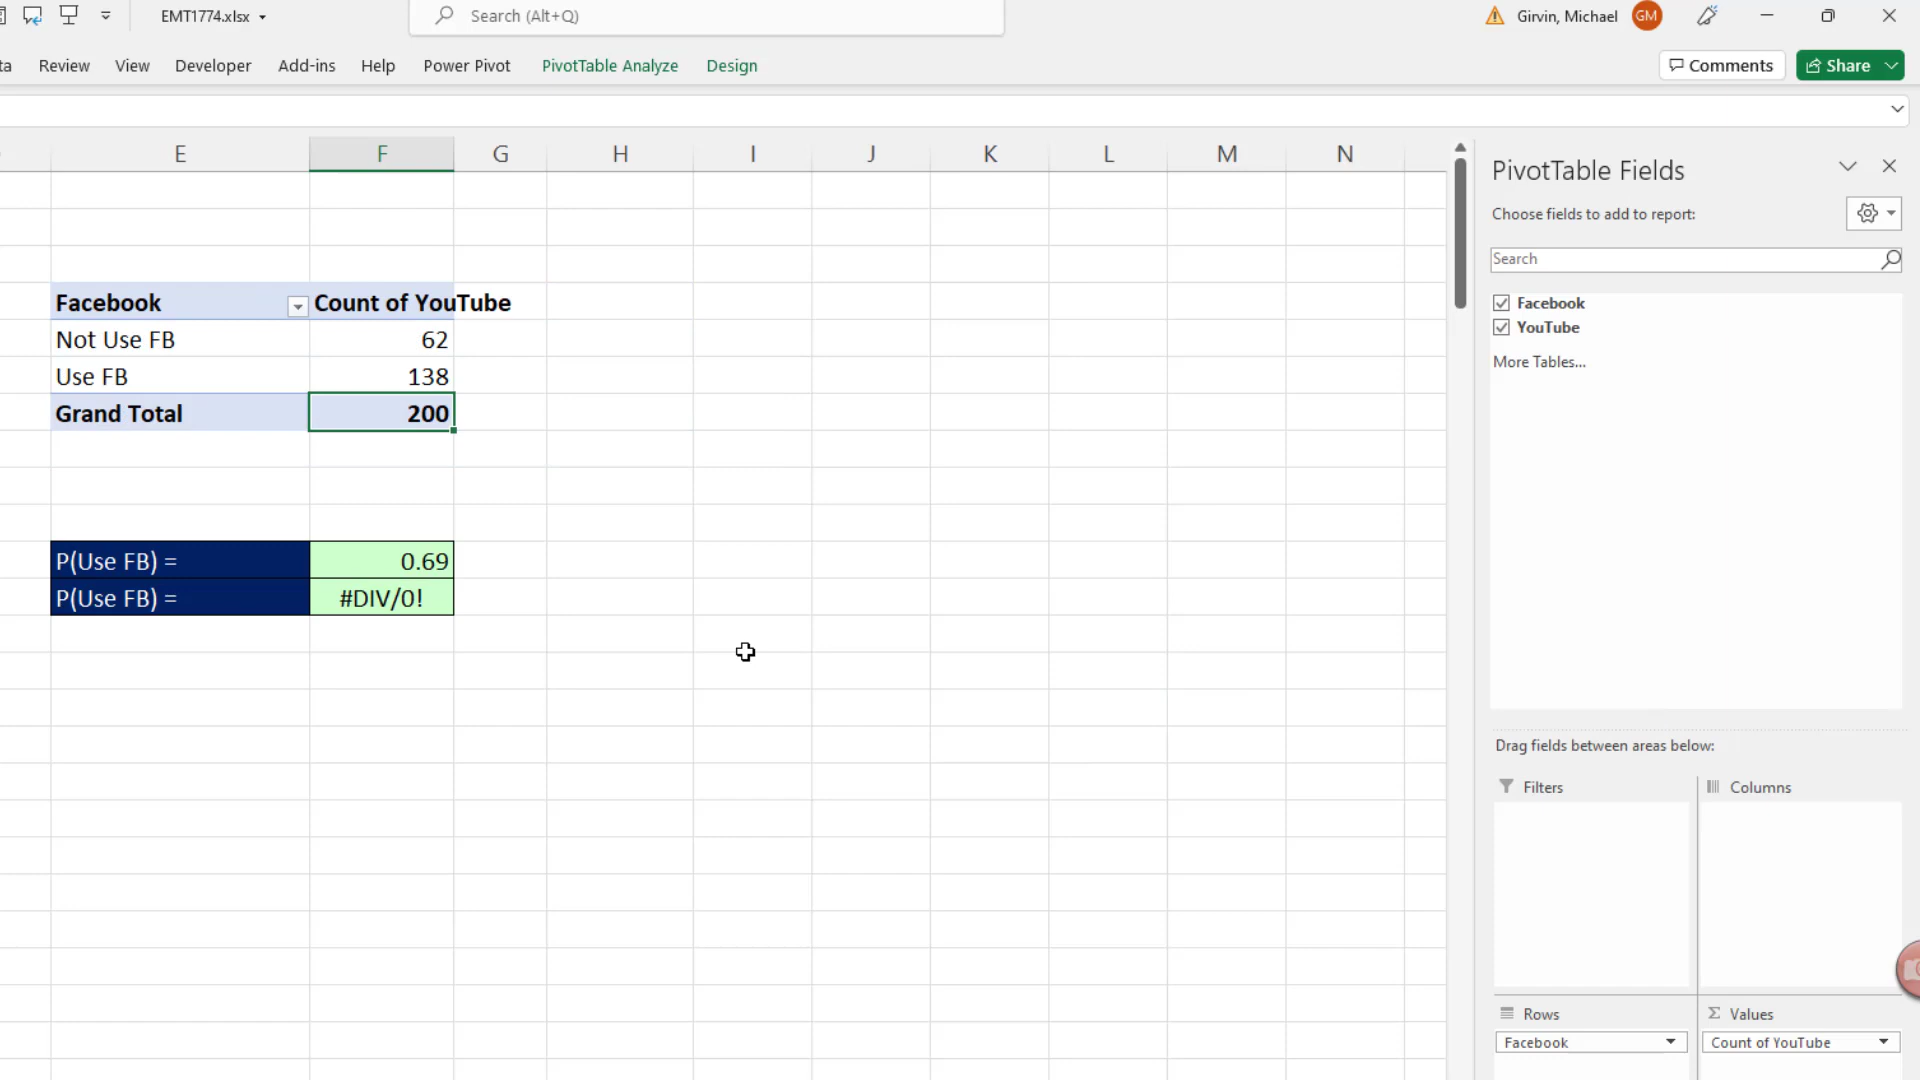 EMT1774.xlsx
Search (Alt+Q)
Girvin, Michael
GM
ta
Review
View
Developer
Add-ins
Help
Power Pivot
PivotTable Analyze
Design
Comments
Share
E F G H I J K L M N
Facebook Count of YouTube
Not Use FB 62
Use FB 138
Grand Total 200
P(Use FB) = 0.69
P(Use FB) = #DIV/0!
PivotTable Fields
Choose fields to add to report:
Search
Facebook
YouTube
More Tables...
Drag fields between areas below:
Filters
Columns
Rows
Σ Values
Facebook
Count of YouTube